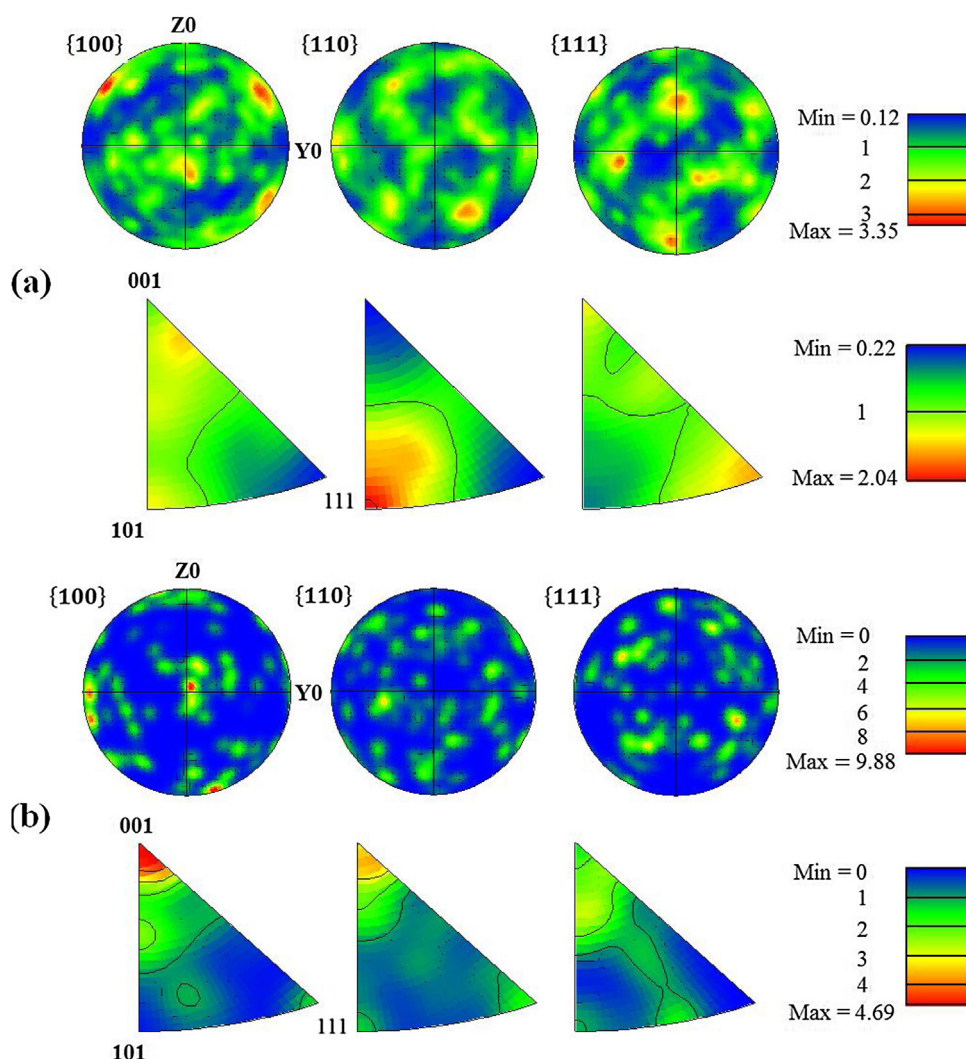 Z0
{100}
{110}
{111}
Y0
Min = 0.12
1
2
3
Max = 3.35
(a)
001
Min = 0.22
1
Max = 2.04
111
101
Z0
{100}
{110}
{111}
Y0
Min = 0
2
4
6
8
Max = 9.88
(b)
001
Min = 0
1
2
3
4
Max = 4.69
111
101